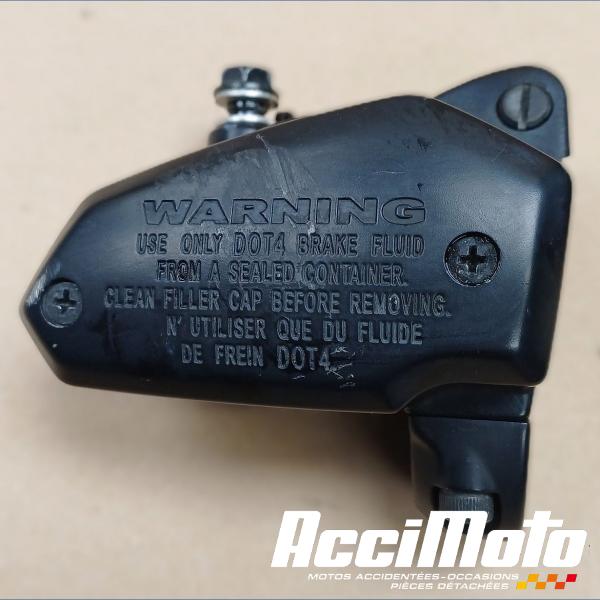 WARNING
USE ONLY DOT4 BRAKE FLUID
FROM A SEALED CONTAINER.
CLEAN FILLER CAP BEFORE REMOVING.
N' UTILISER QUE DU FLUIDE
DE FREIN DOT4
AcciMoto
MOTOS ACCIDENTÉES-OCCASIONS
PIÈCES DÉTACHÉES